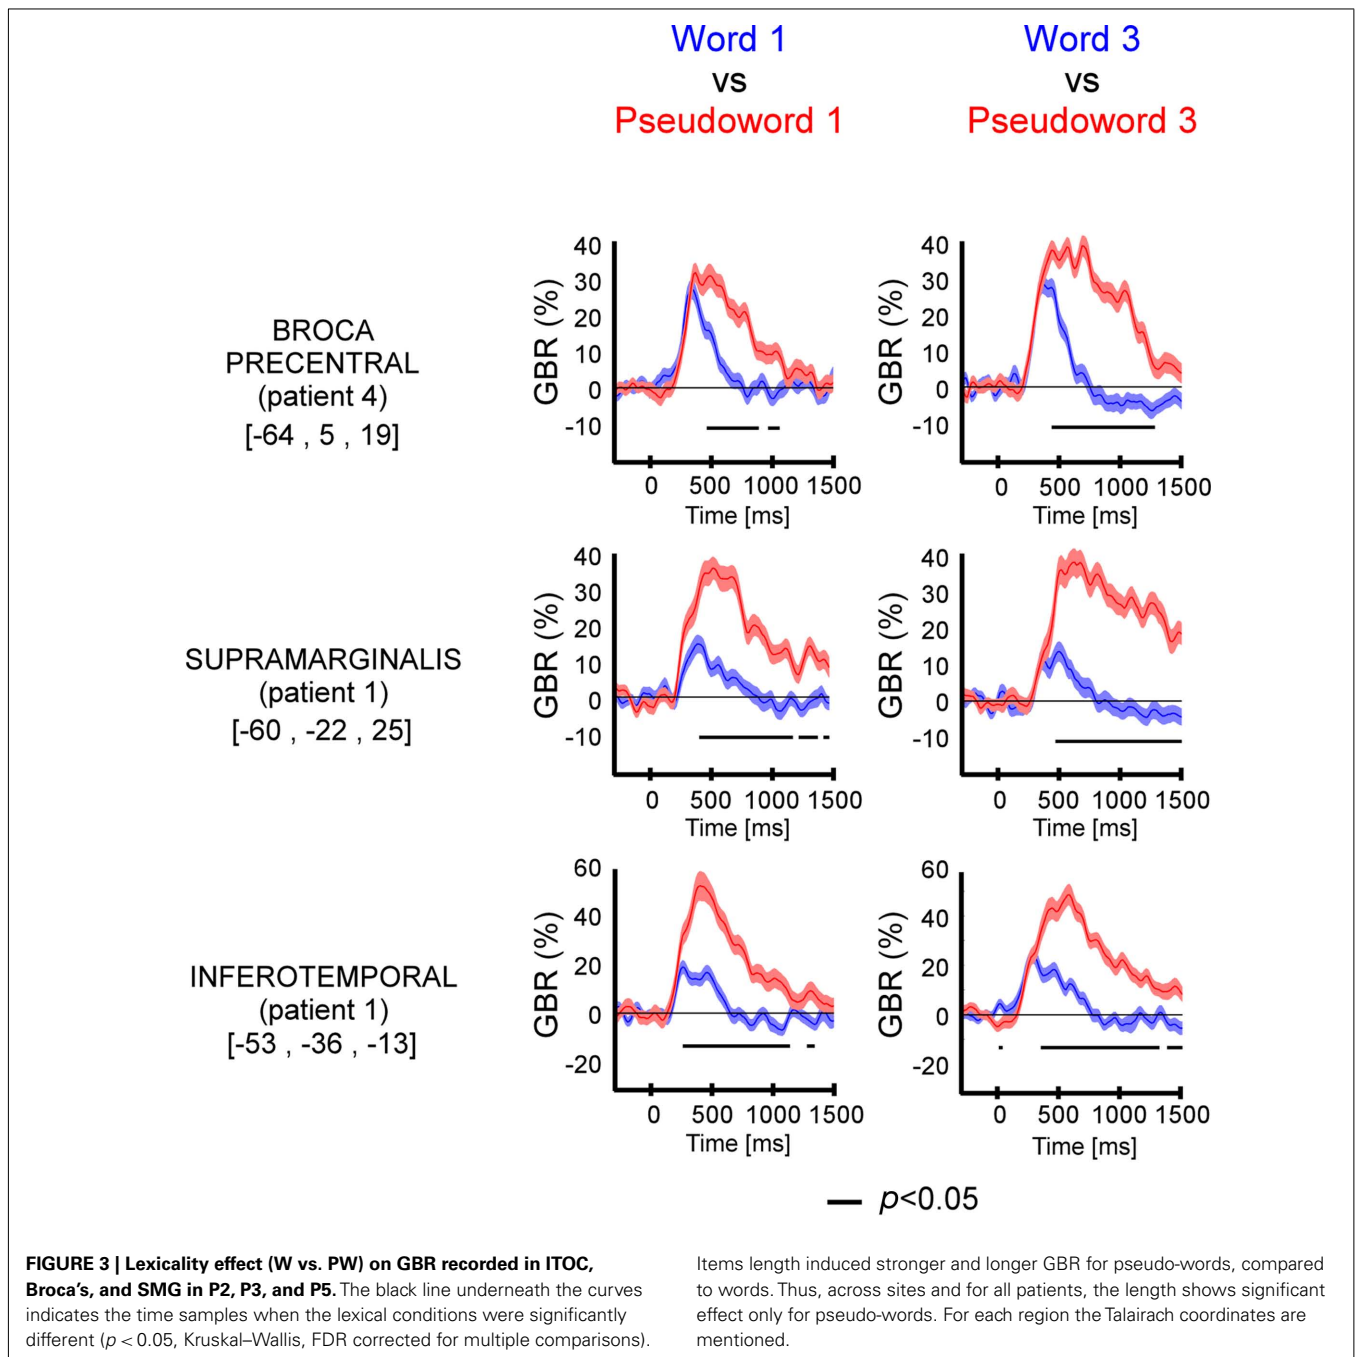 Word 1
vs
Pseudoword 1
Word 3
vs
Pseudoword 3
BROCA
PRECENTRAL
(patient 4)
[-64 , 5 , 19]
GBR (%)
40
30
20
10
0
-10
0 500 1000 1500
Time [ms]
GBR (%)
40
30
20
10
0
-10
0 500 1000 1500
Time [ms]
SUPRAMARGINALIS
(patient 1)
[-60 , -22 , 25]
GBR (%)
40
30
20
10
0
-10
0 500 1000 1500
Time [ms]
GBR (%)
40
30
20
10
0
-10
0 500 1000 1500
Time [ms]
INFEROTEMPORAL
(patient 1)
[-53 , -36 , -13]
GBR (%)
60
40
20
0
-20
0 500 1000 1500
Time [ms]
GBR (%)
60
40
20
0
-20
0 500 1000 1500
Time [ms]
p<0.05
FIGURE 3 | Lexicality effect (W vs. PW) on GBR recorded in ITOC,
Broca's, and SMG in P2, P3, and P5. The black line underneath the curves
indicates the time samples when the lexical conditions were significantly
different (p < 0.05, Kruskal–Wallis, FDR corrected for multiple comparisons).
Items length induced stronger and longer GBR for pseudo-words, compared
to words. Thus, across sites and for all patients, the length shows significant
effect only for pseudo-words. For each region the Talairach coordinates are
mentioned.